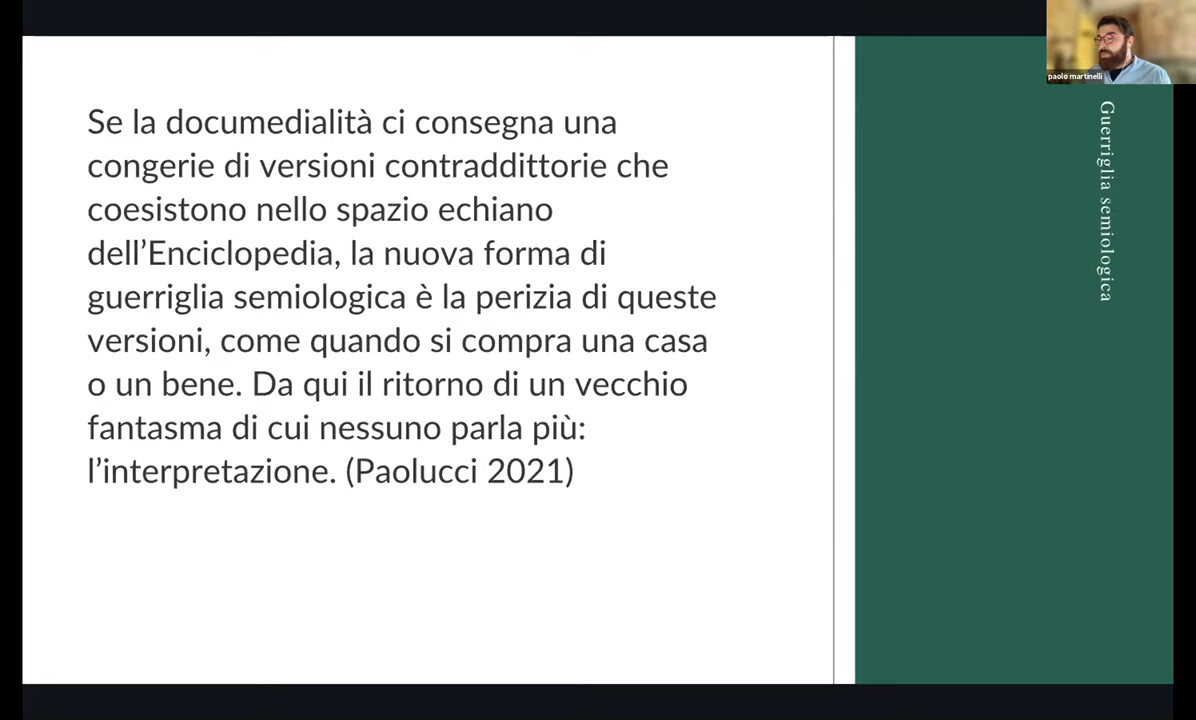 Se la documedialità ci consegna una
congerie di versioni contraddittorie che
coesistono nello spazio echiano
dell’Enciclopedia, la nuova forma di
guerriglia semiologica è la perizia di queste
versioni, come quando si compra una casa
o un bene. Da qui il ritorno di un vecchio
fantasma di cui nessuno parla più:
l’interpretazione. (Paolucci 2021)
Guerriglia semiologica
paolo martinelli